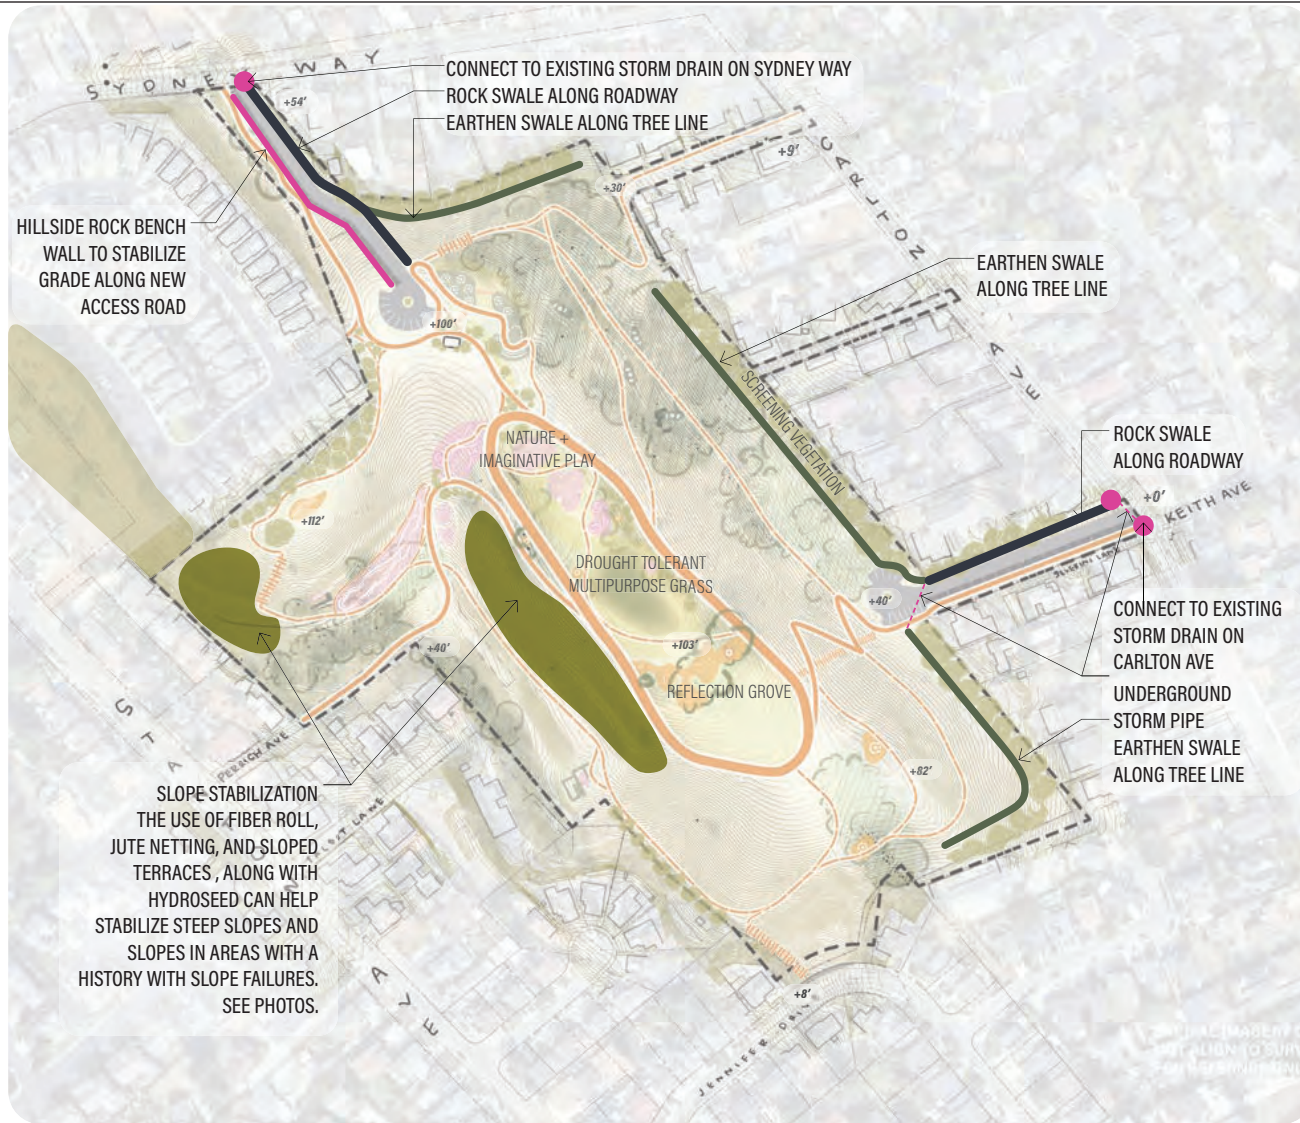 SYDNEY WAY
CONNECT TO EXISTING STORM DRAIN ON SYDNEY WAY
ROCK SWALE ALONG ROADWAY
EARTHEN SWALE ALONG TREE LINE
+54'
+9'
+30'
CARLTON AVE
HILLSIDE ROCK BENCH
WALL TO STABILIZE
GRADE ALONG NEW
ACCESS ROAD
EARTHEN SWALE
ALONG TREE LINE
+100'
SCREENING VEGETATION
NATURE +
IMAGINATIVE PLAY
ROCK SWALE
ALONG ROADWAY
+0'
KEITH AVE
+112'
DROUGHT TOLERANT
MULTIPURPOSE GRASS
+40'
CONNECT TO EXISTING
STORM DRAIN ON
CARLTON AVE
+40'
+103'
REFLECTION GROVE
UNDERGROUND
STORM PIPE
EARTHEN SWALE
ALONG TREE LINE
+82'
STA
AVE
SLOPE STABILIZATION
THE USE OF FIBER ROLL,
JUTE NETTING, AND SLOPED
TERRACES , ALONG WITH
HYDROSEED CAN HELP
STABILIZE STEEP SLOPES AND
SLOPES IN AREAS WITH A
HISTORY WITH SLOPE FAILURES.
SEE PHOTOS.
+8'
JENNIFER DRIVE